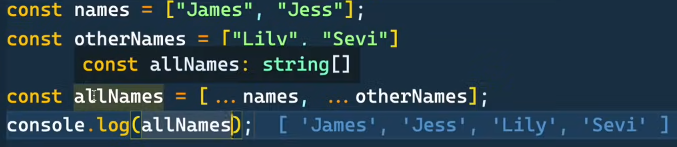 const names = ["James", "Jess"];
const otherNames = ["Lily", "Sevi"]
const allNames: string[]
const allNames = [...names, ...otherNames];
console.log(allNames); [ 'James', 'Jess', 'Lily', 'Sevi' ]